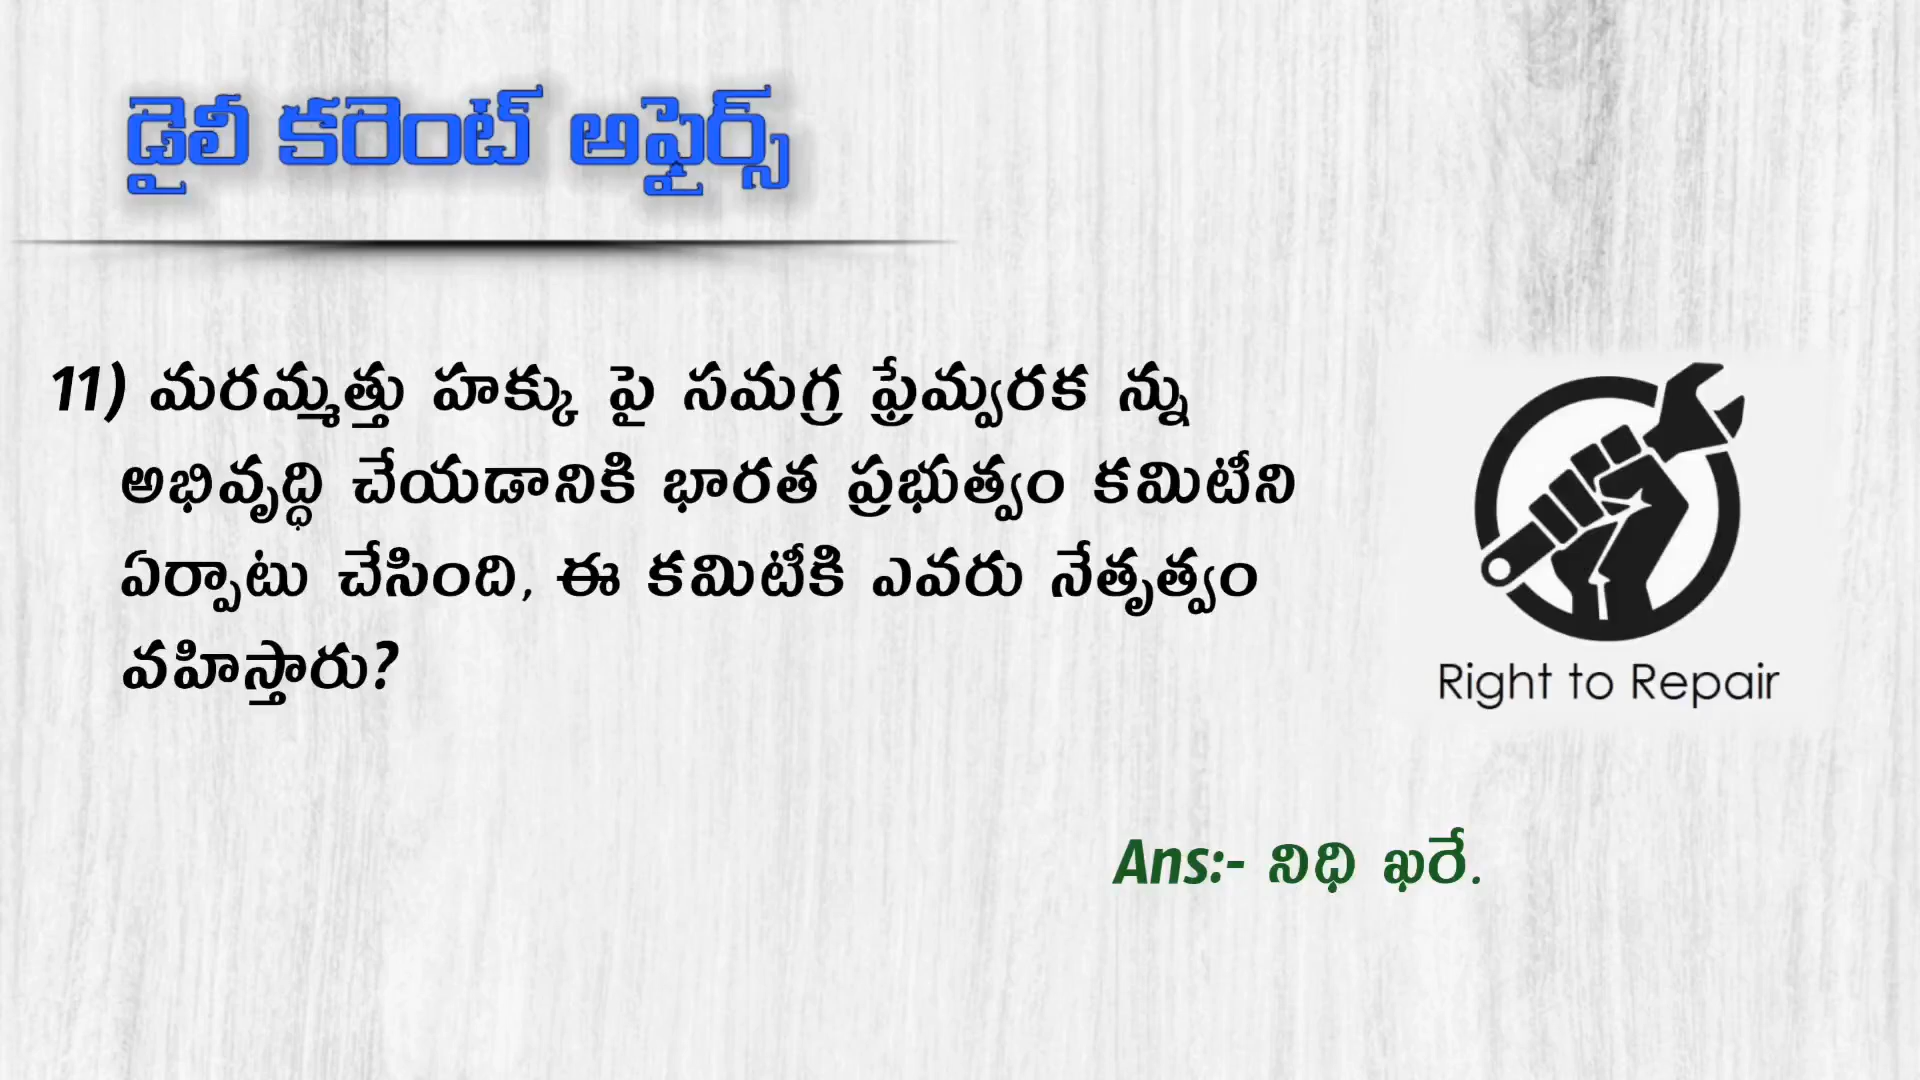 డైలీ కరెంట్ అఫైర్స్
11) మరమ్మత్తు హక్కు పై సమగ్ర ఫ్రేమ్వరక న్ను
అభివృద్ధి చేయడానికి భారత ప్రభుత్వం కమిటీని
ఏర్పాటు చేసింది, ఈ కమిటీకి ఎవరు నేతృత్వం
వహిస్తారు?
Right to Repair
Ans:- నిధి ఖరే.